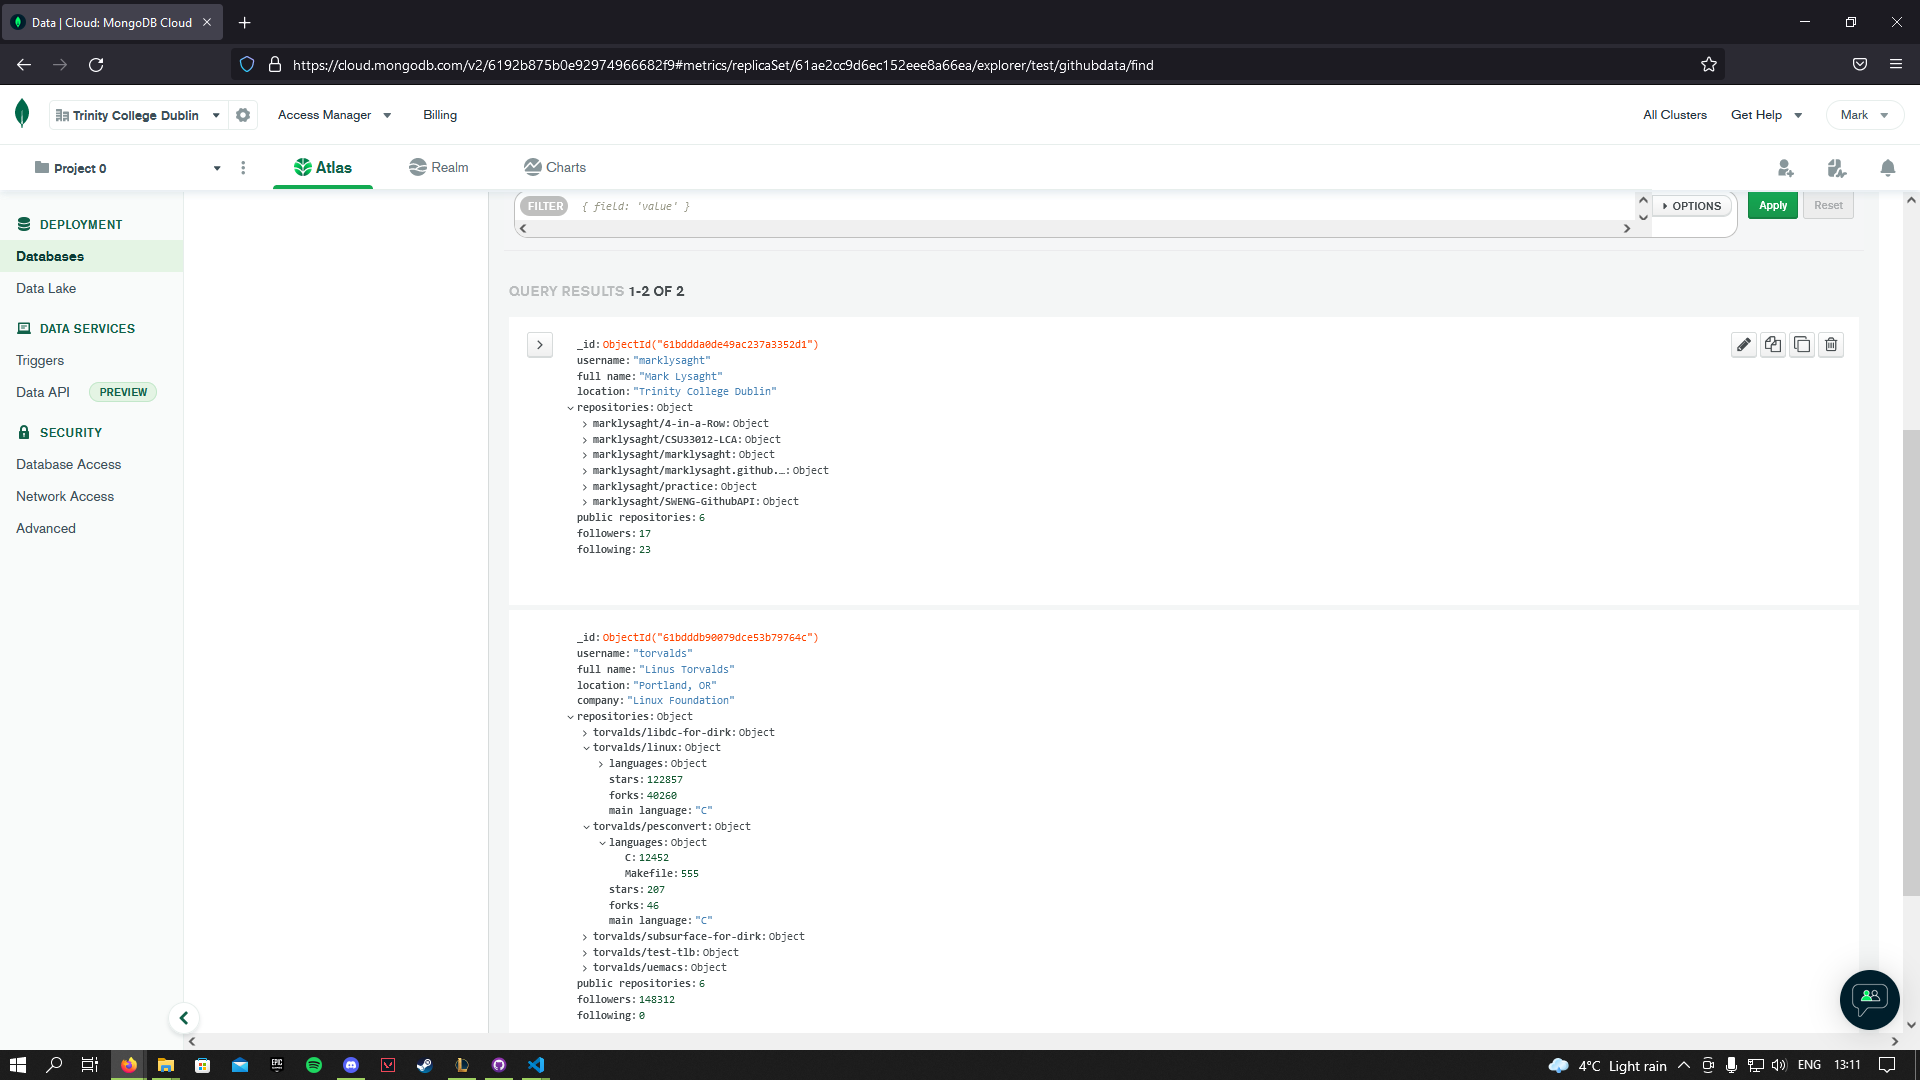 Data | Cloud: MongoDB Cloud
https://cloud.mongodb.com/v2/6192b875b0e92974966682f9#metrics/replicaSet/61ae2cc9d6ec152eee8a66ea/explorer/test/githubdata/find
Trinity College Dublin
Access Manager
Billing
All Clusters
Get Help
Mark
Project 0
Atlas
Realm
Charts
DEPLOYMENT
Databases
Data Lake
DATA SERVICES
Triggers
Data API PREVIEW
SECURITY
Database Access
Network Access
Advanced
FILTER { field: 'value' }
OPTIONS
Apply
Reset
QUERY RESULTS 1-2 OF 2
_id: ObjectId("61bddda0de49ac237a3352d1")
username: "marklysaght"
full name: "Mark Lysaght"
location: "Trinity College Dublin"
repositories: Object
marklysaght/4-in-a-Row: Object
marklysaght/CSU33012-LCA: Object
marklysaght/marklysaght: Object
marklysaght/marklysaght.github.…: Object
marklysaght/practice: Object
marklysaght/SWENG-GithubAPI: Object
public repositories: 6
followers: 17
following: 23
_id: ObjectId("61bdddb90079dce53b79764c")
username: "torvalds"
full name: "Linus Torvalds"
location: "Portland, OR"
company: "Linux Foundation"
repositories: Object
torvalds/libdc-for-dirk: Object
torvalds/linux: Object
languages: Object
stars: 122857
forks: 40260
main language: "C"
torvalds/pesconvert: Object
languages: Object
C: 12452
Makefile: 555
stars: 207
forks: 46
main language: "C"
torvalds/subsurface-for-dirk: Object
torvalds/test-tlb: Object
torvalds/uemacs: Object
public repositories: 6
followers: 148312
following: 0
EPIC
4°C Light rain
ENG
13:11